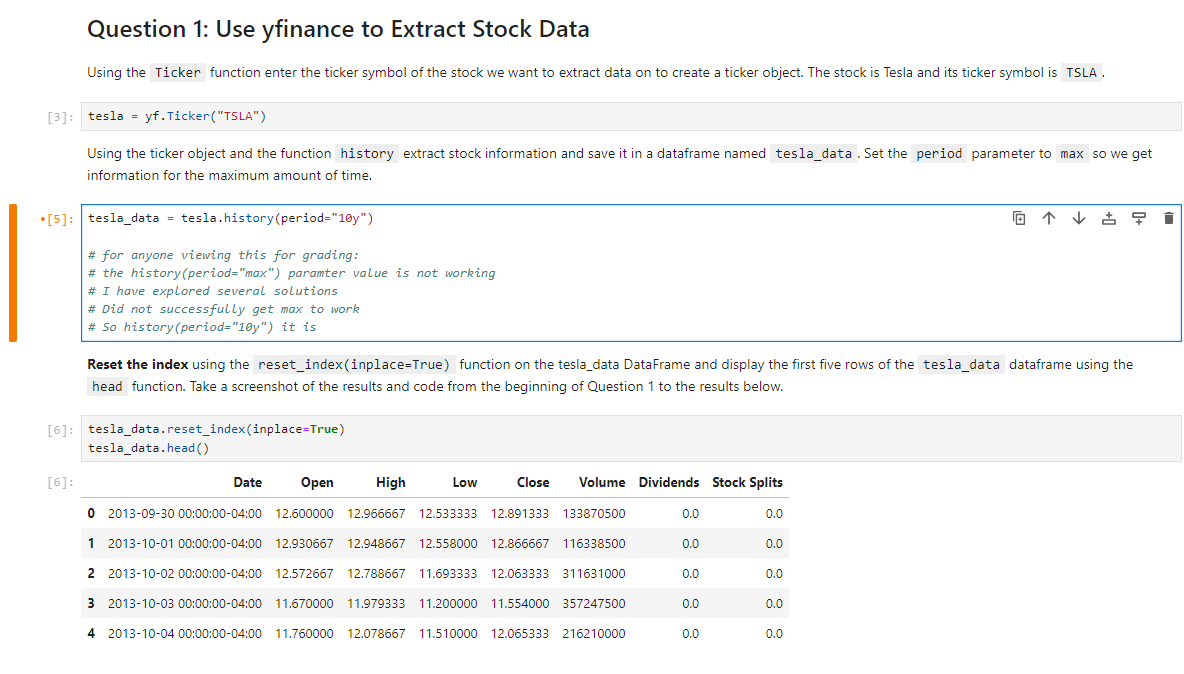 Question 1: Use yfinance to Extract Stock Data
Using the Ticker function enter the ticker symbol of the stock we want to extract data on to create a ticker object. The stock is Tesla and its ticker symbol is TSLA .
[3]: tesla = yf.Ticker("TSLA")
Using the ticker object and the function history extract stock information and save it in a dataframe named tesla_data . Set the period parameter to max so we get
information for the maximum amount of time.
•[5]: tesla_data = tesla.history(period="10y")
# for anyone viewing this for grading:
# the history(period="max") paramter value is not working
# I have explored several solutions
# Did not successfully get max to work
# So history(period="10y") it is
Reset the index using the reset_index(inplace=True) function on the tesla_data DataFrame and display the first five rows of the tesla_data dataframe using the
head function. Take a screenshot of the results and code from the beginning of Question 1 to the results below.
[6]: tesla_data.reset_index(inplace=True)
tesla_data.head()
[6]: Date Open High Low Close Volume Dividends Stock Splits
0 2013-09-30 00:00:00-04:00 12.600000 12.966667 12.533333 12.891333 133870500 0.0 0.0
1 2013-10-01 00:00:00-04:00 12.930667 12.948667 12.558000 12.866667 116338500 0.0 0.0
2 2013-10-02 00:00:00-04:00 12.572667 12.788667 11.693333 12.063333 311631000 0.0 0.0
3 2013-10-03 00:00:00-04:00 11.670000 11.979333 11.200000 11.554000 357247500 0.0 0.0
4 2013-10-04 00:00:00-04:00 11.760000 12.078667 11.510000 12.065333 216210000 0.0 0.0